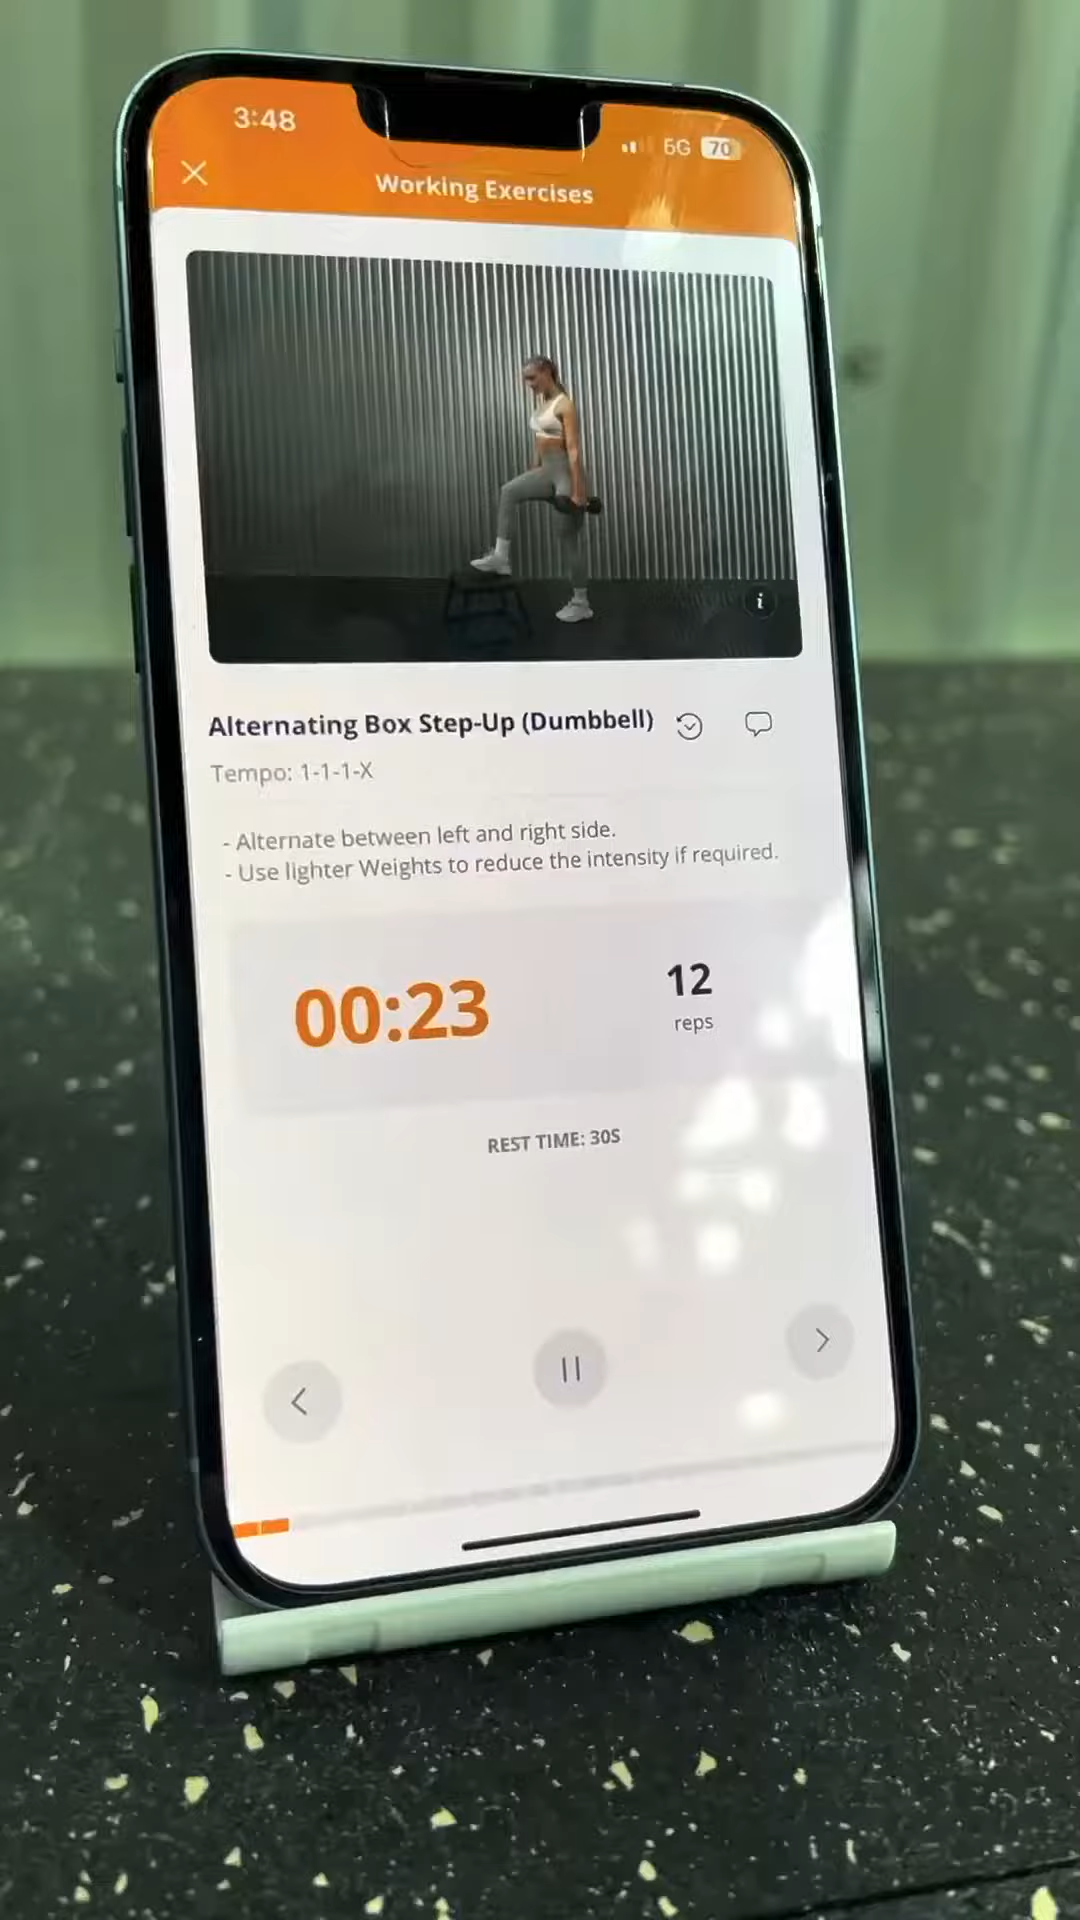 3:48
5G 70
Working Exercises
i
Alternating Box Step-Up (Dumbbell)
Tempo: 1-1-1-X
- Alternate between left and right side.
- Use lighter Weights to reduce the intensity if required.
00:23
12
reps
REST TIME: 30S